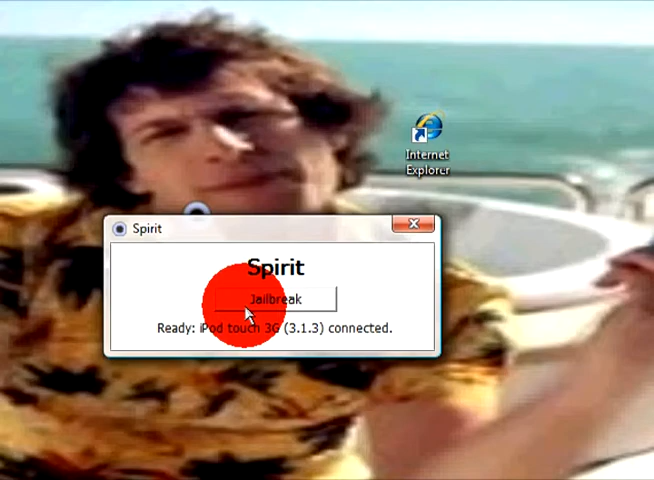 Internet
Explorer
Spirit
Spirit
Jailbreak
Ready: iPod touch 3G (3.1.3) connected.